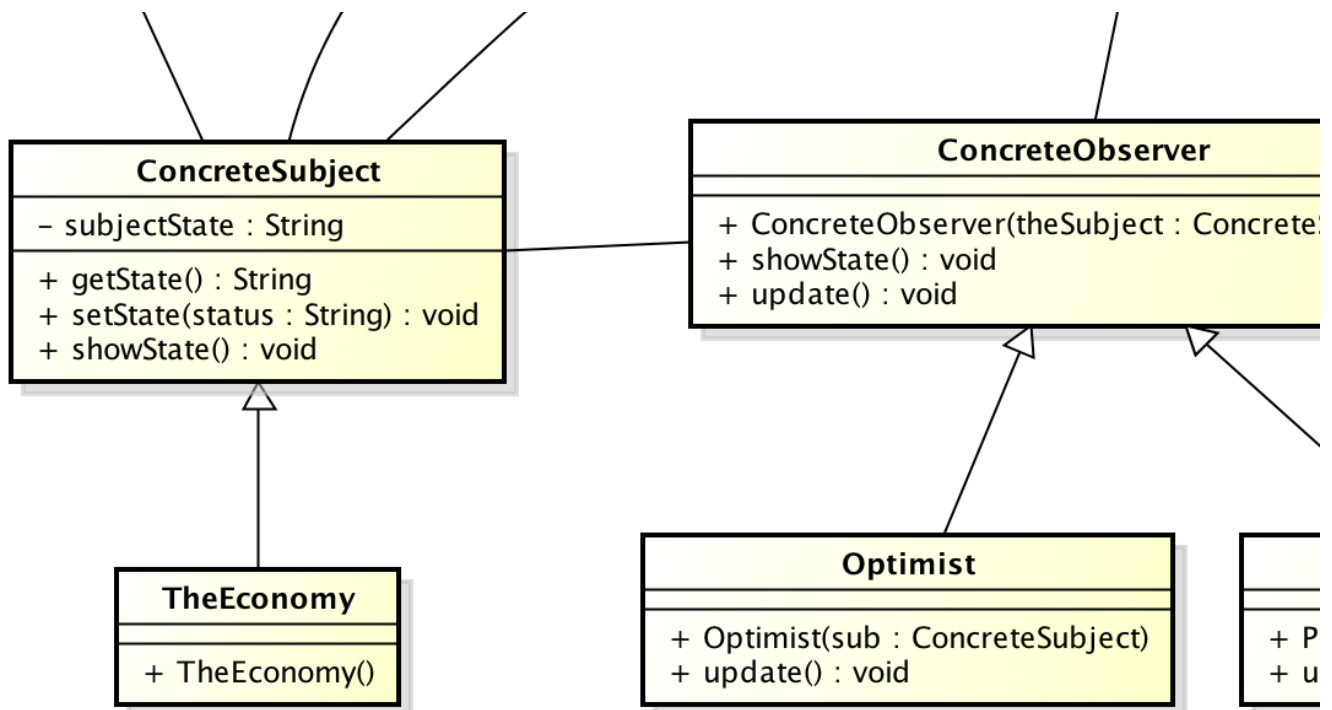 ConcreteSubject
– subjectState : String
+ getState() : String
+ setState(status : String) : void
+ showState() : void
ConcreteObserver
+ ConcreteObserver(theSubject : Concrete
+ showState() : void
+ update() : void
TheEconomy
+ TheEconomy()
Optimist
+ Optimist(sub : ConcreteSubject)
+ update() : void
+ P
+ u